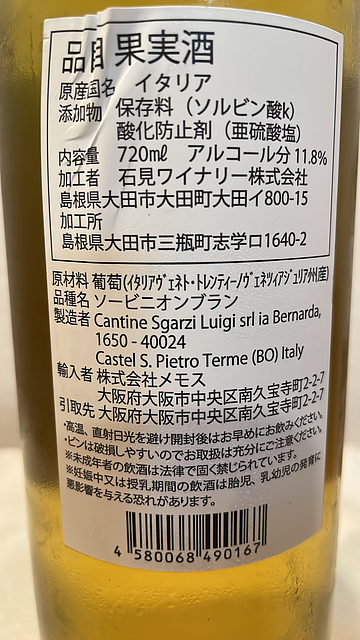 品目 果実酒
原産国名 イタリア
添加物 保存料（ソルビン酸k）
酸化防止剤（亜硫酸塩）
内容量 720㎖ アルコール分11.8%
加工者 石見ワイナリー株式会社
島根県大田市大田町大田イ800-15
加工所
島根県大田市三瓶町志学ロ1640-2
原材料 葡萄(ｲﾀﾘｱｳﾞｪﾈﾄ･ﾄﾚﾝﾃｨｰﾉｳﾞｪﾈﾂｨｱｼﾞｭﾘｱ州産)
品種名 ソービニオンブラン
製造者 Cantine Sgarzi Luigi srl ia Bernarda,
1650 - 40024
Castel S. Pietro Terme (BO) Italy
輸入者 株式会社メモス
大阪府大阪市中央区南久宝寺町2-2-7
引取先 大阪府大阪市中央区南久宝寺町2-2-7
・高温、直射日光を避け開封後はお早めにお飲みください。
・ビンは破損しやすいのでお取扱は充分にご注意ください。
※未成年者の飲酒は法律で固く禁じられています。
※妊娠中又は授乳期間の飲酒は胎児、乳幼児の発育に
悪影響を与える恐れがあります。
4 580068 490167